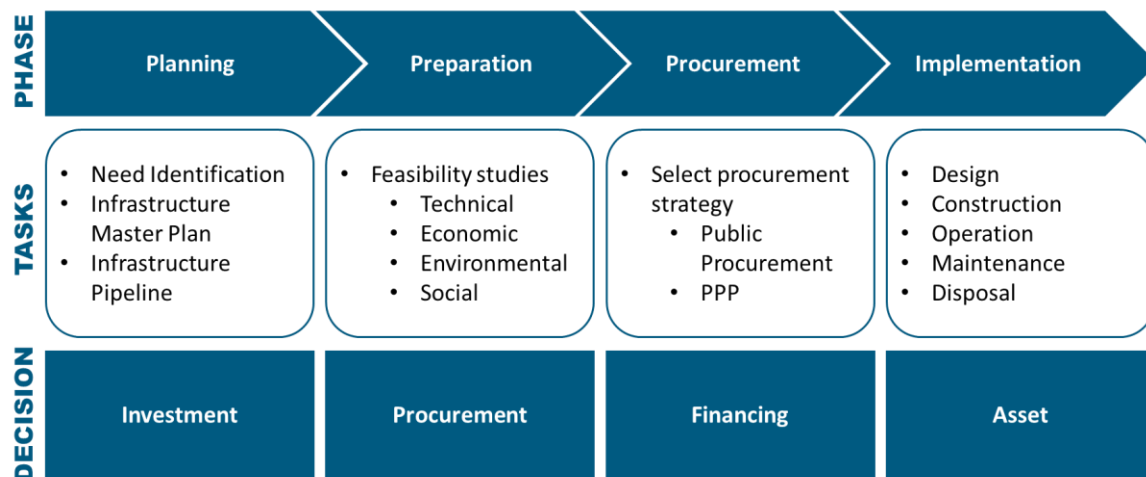 PHASE
Planning
Preparation
Procurement
Implementation
TASKS
• Need Identification
• Infrastructure
Master Plan
• Infrastructure
Pipeline
• Feasibility studies
• Technical
• Economic
• Environmental
• Social
• Select procurement
strategy
• Public
Procurement
• PPP
• Design
• Construction
• Operation
• Maintenance
• Disposal
DECISION
Investment
Procurement
Financing
Asset